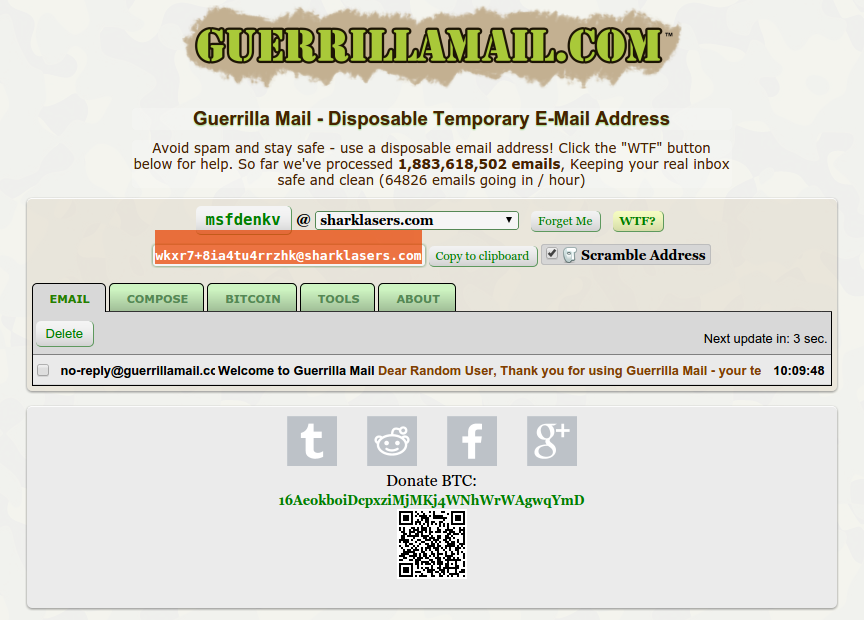 GUERRILLAMAIL.COM™
Guerrilla Mail - Disposable Temporary E-Mail Address
Avoid spam and stay safe - use a disposable email address! Click the "WTF" button
below for help. So far we've processed 1,883,618,502 emails, Keeping your real inbox
safe and clean (64826 emails going in / hour)
msfdenkv @ sharklasers.com Forget Me WTF?
wkxr7+8ia4tu4rrzhk@sharklasers.com Copy to clipboard Scramble Address
EMAIL COMPOSE BITCOIN TOOLS ABOUT
Delete
Next update in: 3 sec.
no-reply@guerrillamail.cc Welcome to Guerrilla Mail Dear Random User, Thank you for using Guerrilla Mail - your te 10:09:48
t f g+
Donate BTC:
16AeokboiDcpxziMjMKj4WNhWrWAgwqYmD